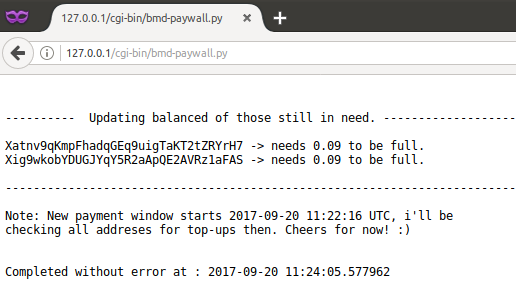 127.0.0.1/cgi-bin/bmd-paywall.py
127.0.0.1/cgi-bin/bmd-paywall.py
---------- Updating balanced of those still in need. -------------------
Xatnv9qKmpFhadqGEq9uigTaKT2tZRYrH7 -> needs 0.09 to be full.
Xig9wkobYDUGJYqY5R2aApQE2AVRz1aFAS -> needs 0.09 to be full.
-------------------------------------------------------------------------
Note: New payment window starts 2017-09-20 11:22:16 UTC, i'll be
checking all addreses for top-ups then. Cheers for now! :)
Completed without error at : 2017-09-20 11:24:05.577962